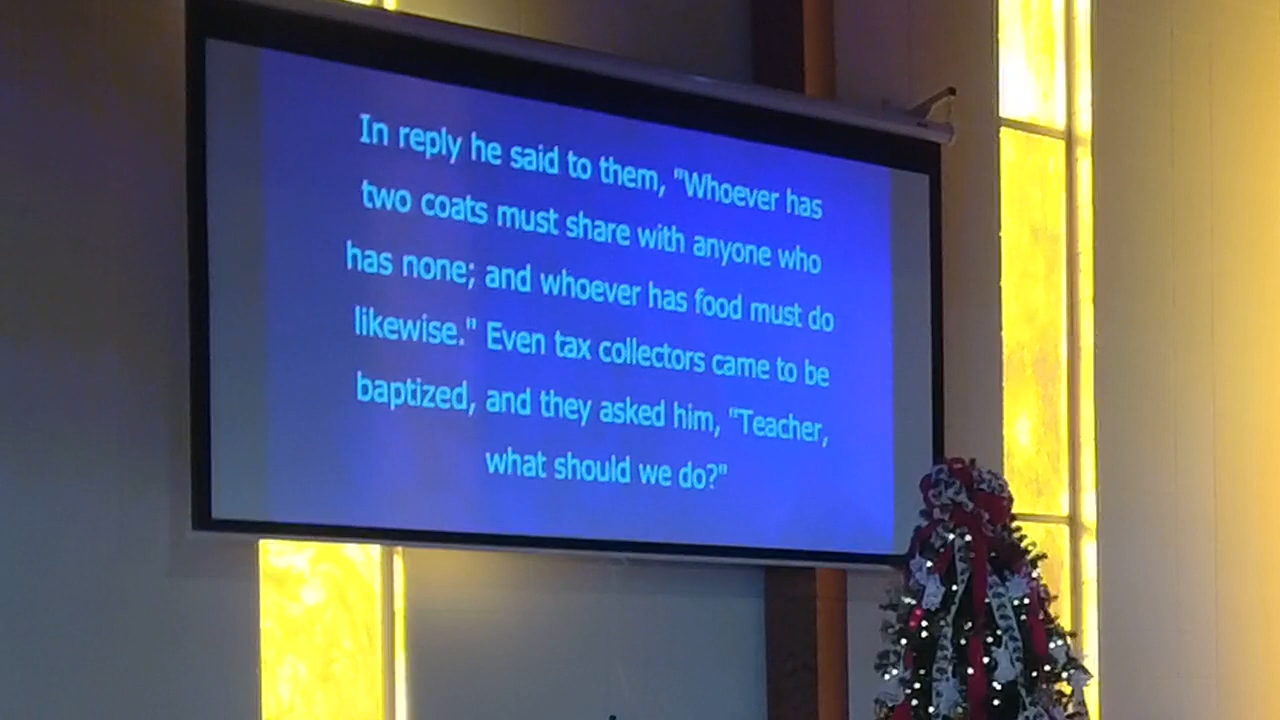 In reply he said to them, "Whoever has
two coats must share with anyone who
has none; and whoever has food must do
likewise." Even tax collectors came to be
baptized, and they asked him, "Teacher,
what should we do?"